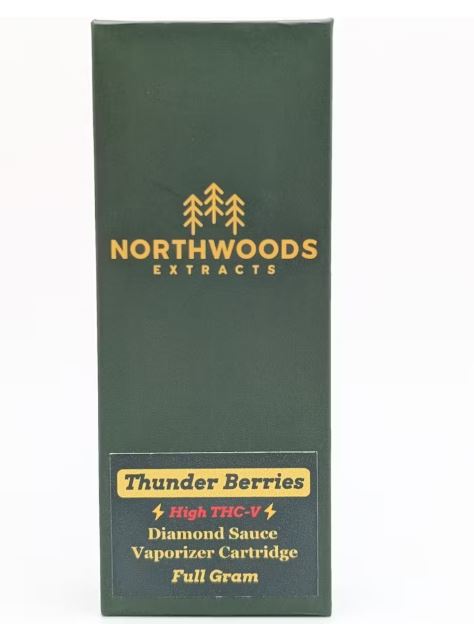 NORTHWOODS
EXTRACTS
Thunder Berries
⚡ High THC-V ⚡
Diamond Sauce
Vaporizer Cartridge
Full Gram